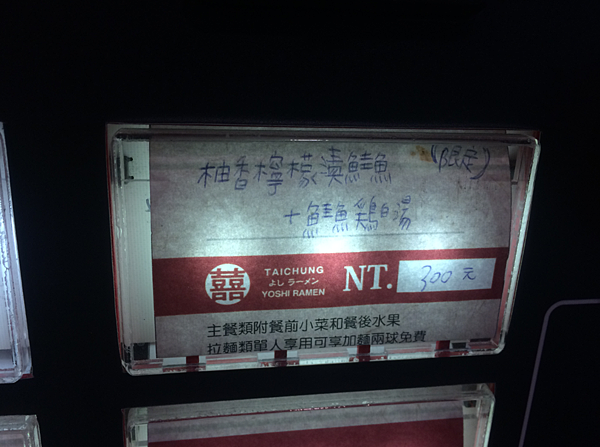 柚香檸檬漬鮭魚 (限定)
+鮭魚鷄白湯
囍 TAICHUNG
よしラーメン
YOSHI RAMEN
NT. 300元
主餐類附餐前小菜和餐後水果
拉麵類單人享用可享加麵兩球免費